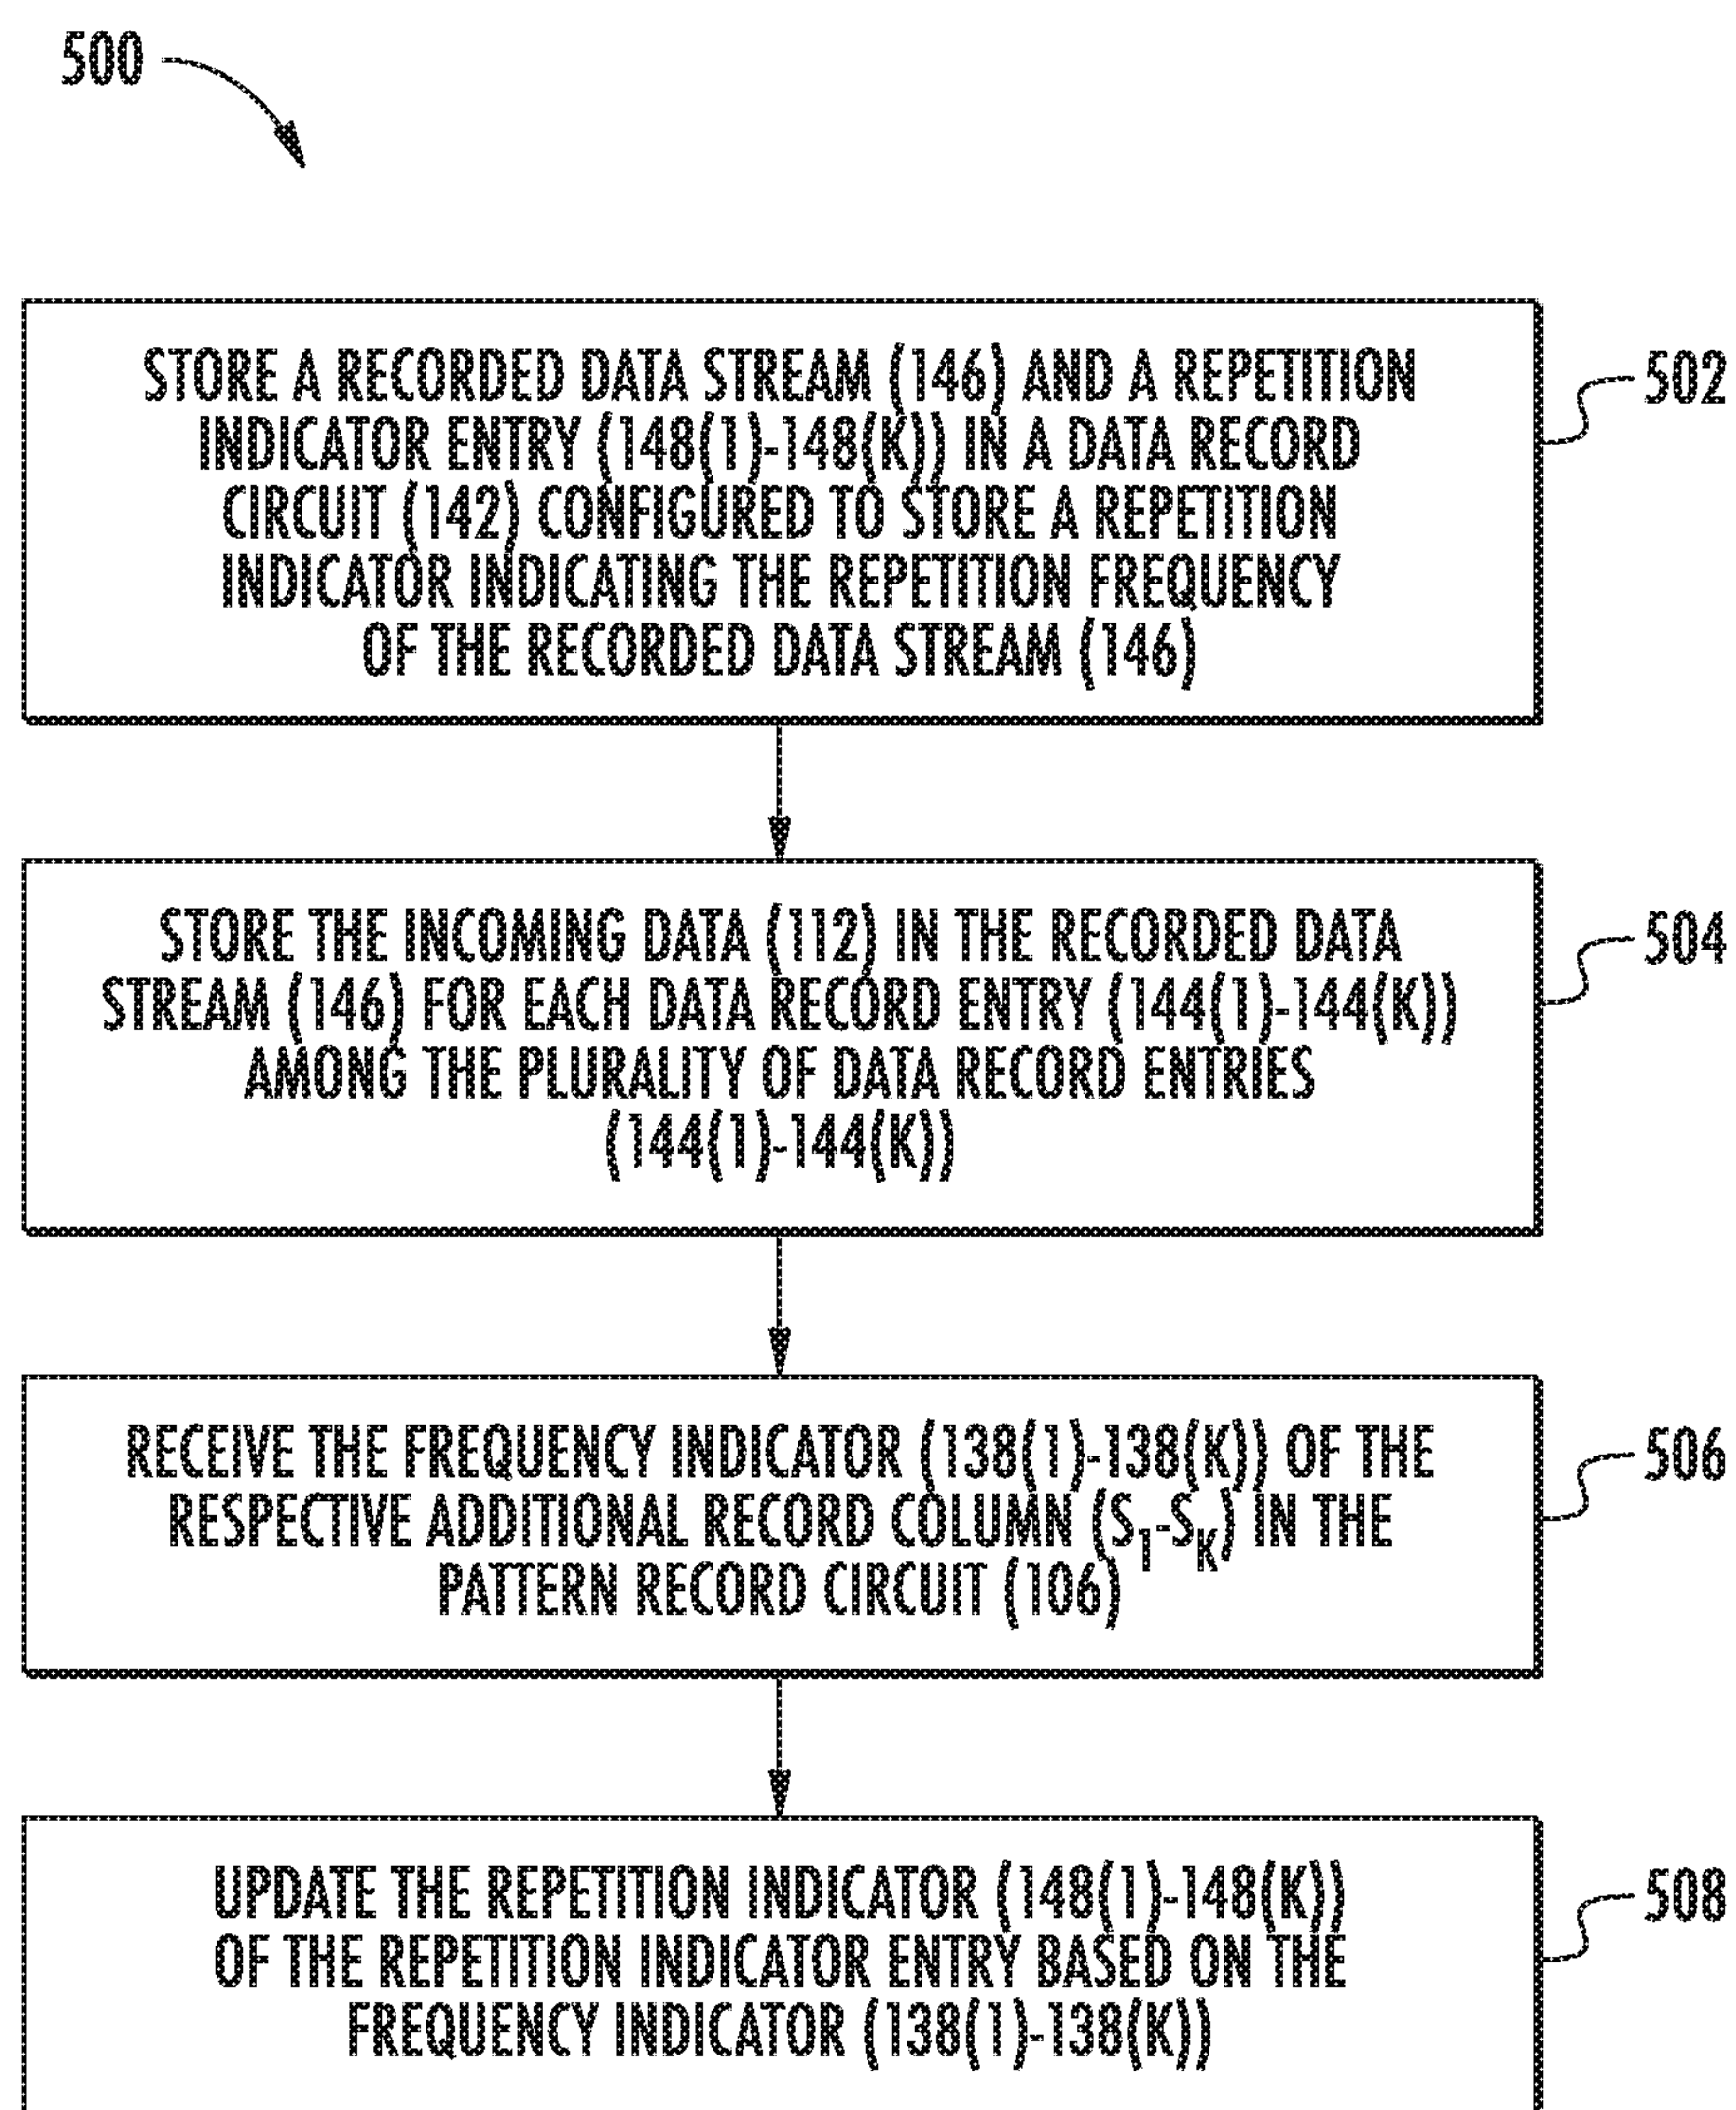 500
STORE A RECORDED DATA STREAM (146) AND A REPETITION
INDICATOR ENTRY (148(1)-148(K)) IN A DATA RECORD
CIRCUIT (142) CONFIGURED TO STORE A REPETITION
INDICATOR INDICATING THE REPETITION FREQUENCY
OF THE RECORDED DATA STREAM (146)
502
STORE THE INCOMING DATA (112) IN THE RECORDED DATA
STREAM (146) FOR EACH DATA RECORD ENTRY (144(1)-144(K))
AMONG THE PLURALITY OF DATA RECORD ENTRIES
(144(1)-144(K))
504
RECEIVE THE FREQUENCY INDICATOR (138(1)-138(K)) OF THE
RESPECTIVE ADDITIONAL RECORD COLUMN (S1-SK) IN THE
PATTERN RECORD CIRCUIT (106)
506
UPDATE THE REPETITION INDICATOR (148(1)-148(K))
OF THE REPETITION INDICATOR ENTRY BASED ON THE
FREQUENCY INDICATOR (138(1)-138(K))
508